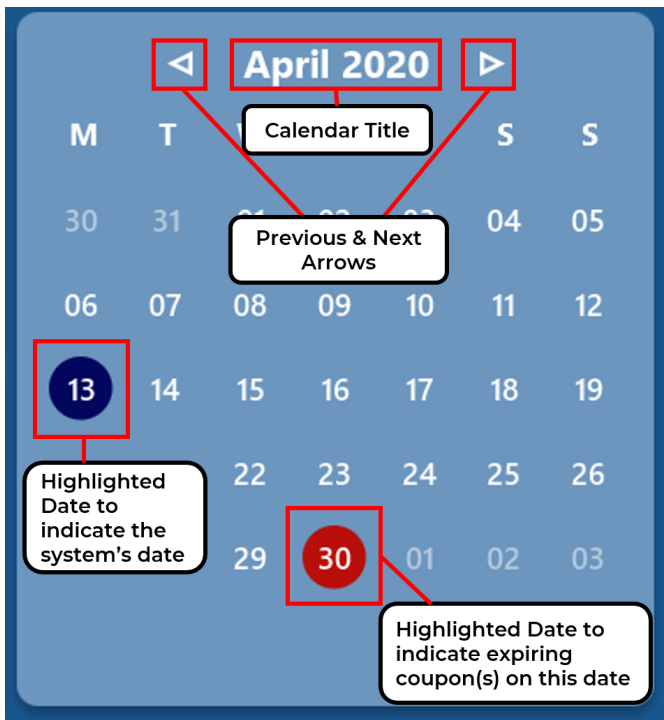 April 2020
Calendar Title
M T S S
30 31 04 05
Previous & Next
Arrows
06 07 08 09 10 11 12
13 14 15 16 17 18 19
22 23 24 25 26
Highlighted
Date to
indicate the
system's date
29 30 01 02 03
Highlighted Date to
indicate expiring
coupon(s) on this date